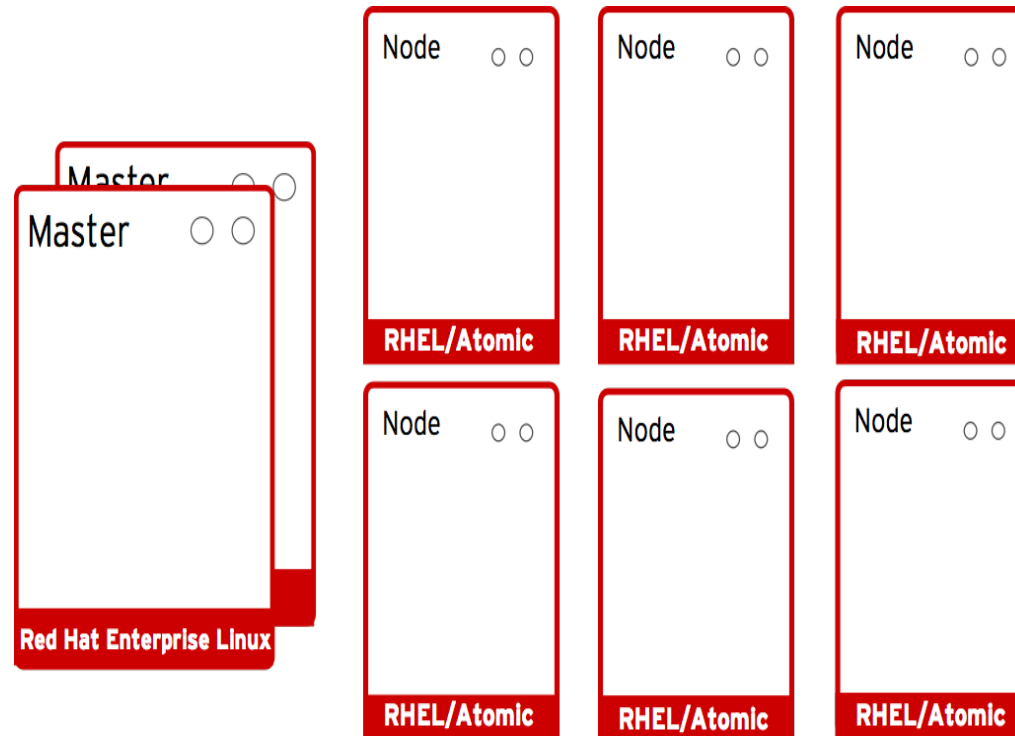 Node
Node
Node
Master
Master
RHEL/Atomic
RHEL/Atomic
RHEL/Atomic
Node
Node
Node
Red Hat Enterprise Linux
RHEL/Atomic
RHEL/Atomic
RHEL/Atomic